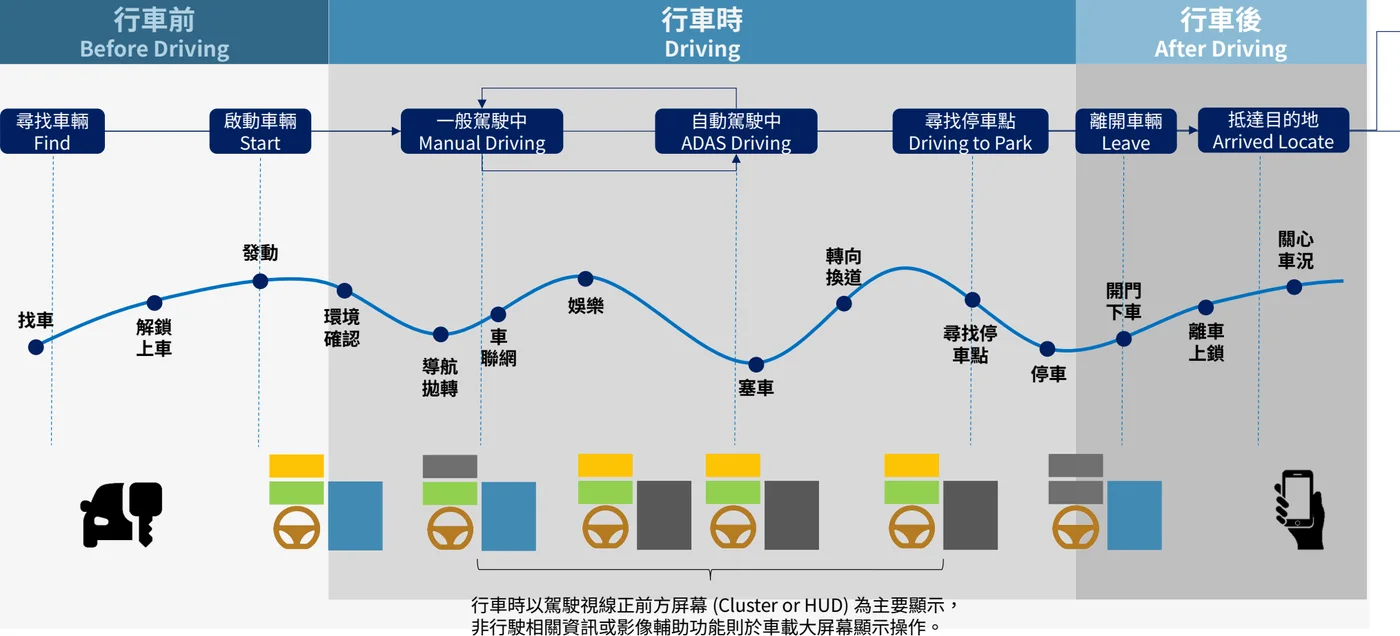 行車前
Before Driving
行車時
Driving
行車後
After Driving
尋找車輛
Find
啟動車輛
Start
一般駕駛中
Manual Driving
自動駕駛中
ADAS Driving
尋找停車點
Driving to Park
離開車輛
Leave
抵達目的地
Arrived Locate
找車
解鎖
上車
發動
環境
確認
導航
拋轉
車
聯網
娛樂
塞車
轉向
換道
尋找停
車點
停車
開門
下車
離車
上鎖
關心
車況
行車時以駕駛視線正前方屏幕 (Cluster or HUD) 為主要顯示，
非行駛相關資訊或影像輔助功能則於車載大屏幕顯示操作。